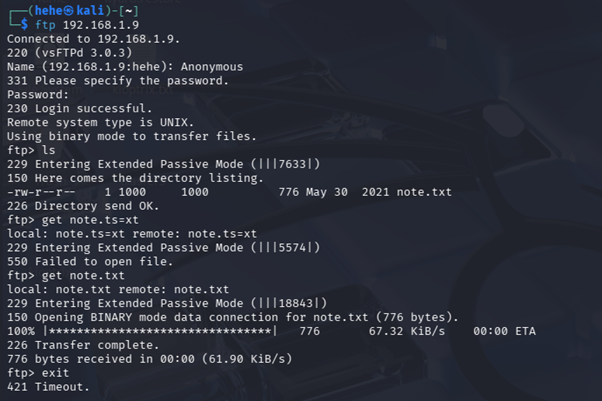 ┌──(hehe㉿kali)-[~]
└─$ ftp 192.168.1.9
Connected to 192.168.1.9.
220 (vsFTPd 3.0.3)
Name (192.168.1.9:hehe): Anonymous
331 Please specify the password.
Password:
230 Login successful.
Remote system type is UNIX.
Using binary mode to transfer files.
ftp> ls
229 Entering Extended Passive Mode (|||7633|)
150 Here comes the directory listing.
-rw-r--r--    1 1000     1000          776 May 30  2021 note.txt
226 Directory send OK.
ftp> get note.ts=xt
local: note.ts=xt remote: note.ts=xt
229 Entering Extended Passive Mode (|||5574|)
550 Failed to open file.
ftp> get note.txt
local: note.txt remote: note.txt
229 Entering Extended Passive Mode (|||18843|)
150 Opening BINARY mode data connection for note.txt (776 bytes).
100% |********************************|   776       67.32 KiB/s    00:00 ETA
226 Transfer complete.
776 bytes received in 00:00 (61.90 KiB/s)
ftp> exit
421 Timeout.